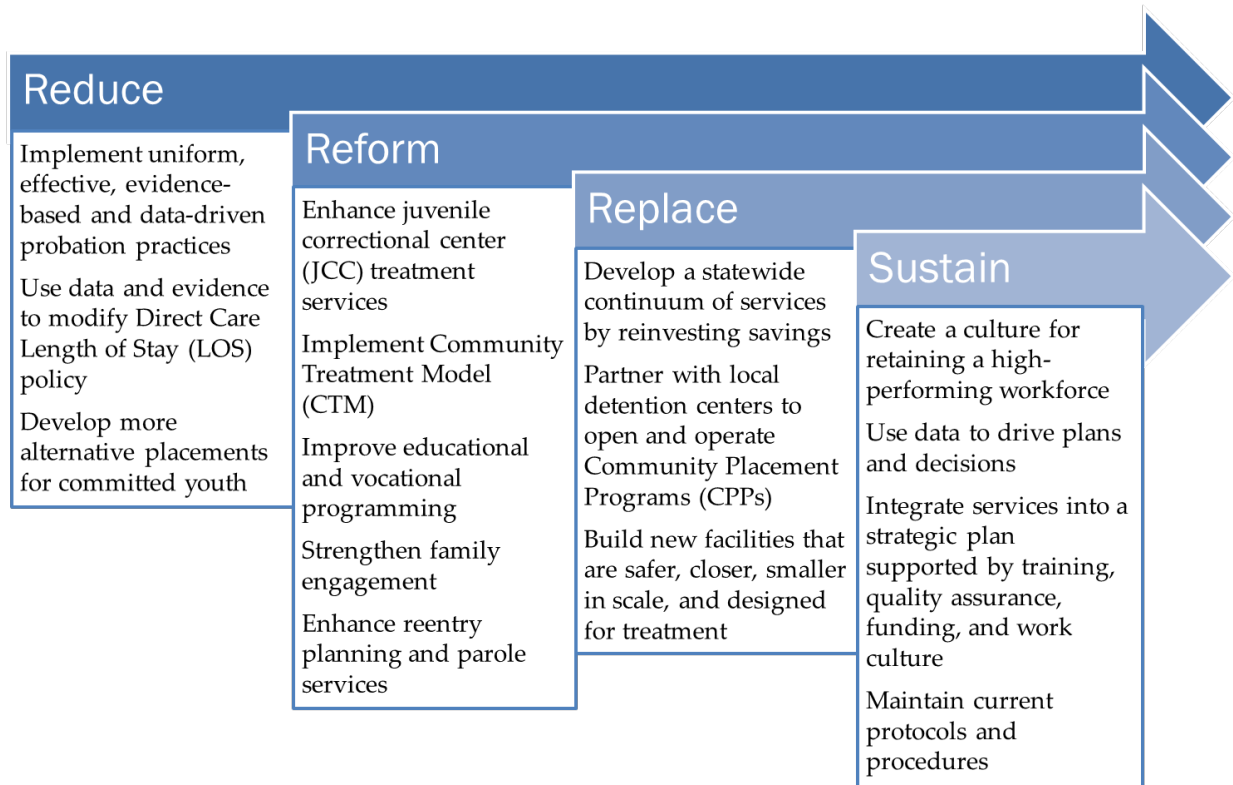 Reduce
Implement uniform,
effective, evidence-
based and data-driven
probation practices
Use data and evidence
to modify Direct Care
Length of Stay (LOS)
policy
Develop more
alternative placements
for committed youth
Reform
Enhance juvenile
correctional center
(JCC) treatment
services
Implement Community
Treatment Model
(CTM)
Improve educational
and vocational
programming
Strengthen family
engagement
Enhance reentry
planning and parole
services
Replace
Develop a statewide
continuum of services
by reinvesting savings
Partner with local
detention centers to
open and operate
Community Placement
Programs (CPPs)
Build new facilities that
are safer, closer, smaller
in scale, and designed
for treatment
Sustain
Create a culture for
retaining a high-
performing workforce
Use data to drive plans
and decisions
Integrate services into a
strategic plan
supported by training,
quality assurance,
funding, and work
culture
Maintain current
protocols and
procedures